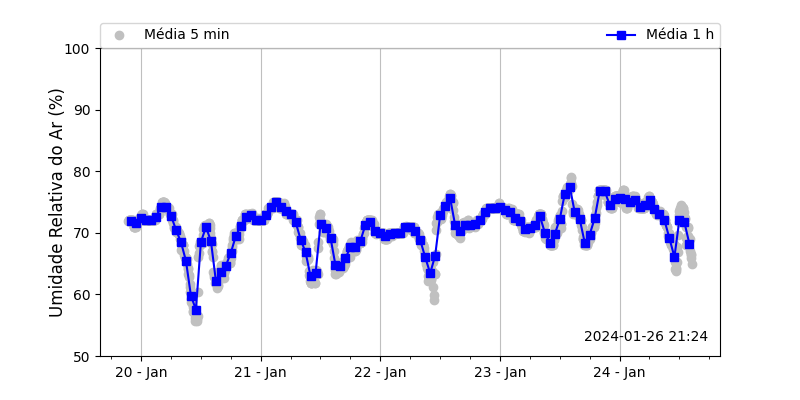 Média 5 min
Média 1 h
Umidade Relativa do Ar (%)
100
90
80
70
60
50
2024-01-26 21:24
20 - Jan
21 - Jan
22 - Jan
23 - Jan
24 - Jan